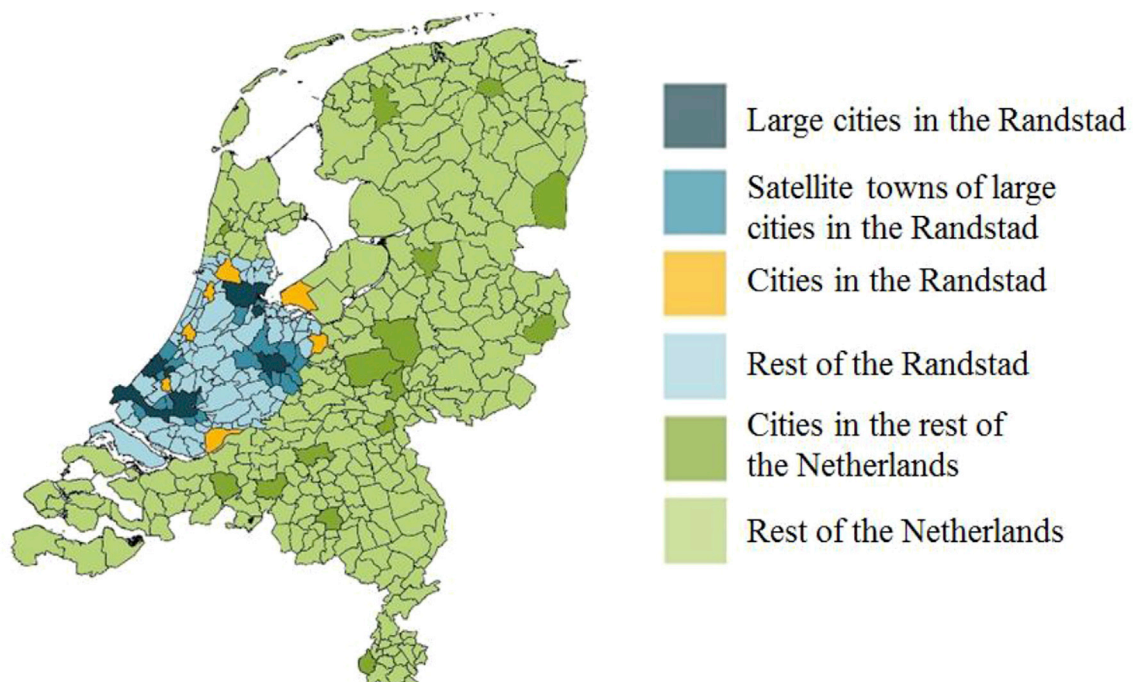 Large cities in the Randstad
Satellite towns of large
cities in the Randstad
Cities in the Randstad
Rest of the Randstad
Cities in the rest of
the Netherlands
Rest of the Netherlands